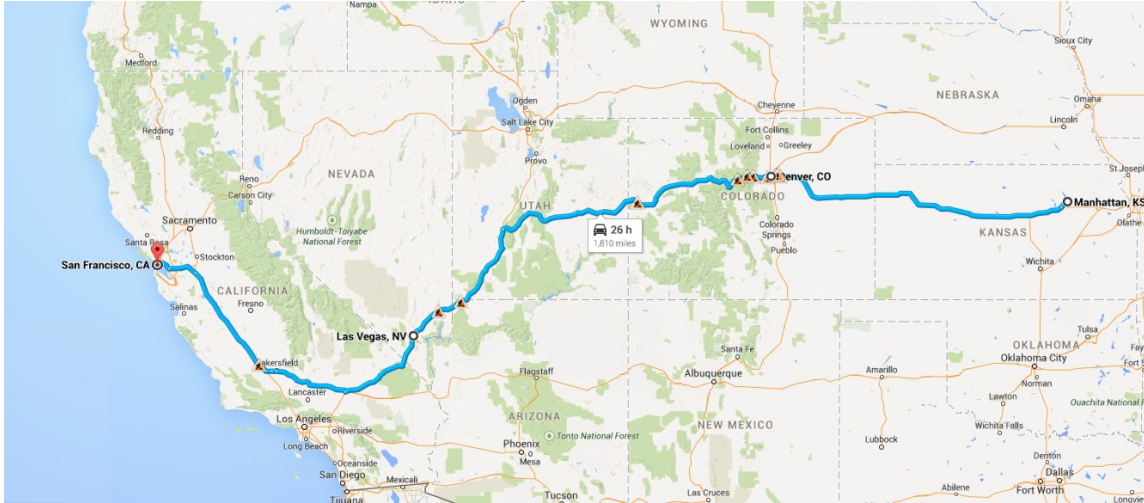 IDAHO
Nampa
WYOMING
Medford
Sioux City
Ogden
Salt Lake City
Cheyenne
NEBRASKA
Omaha
Lincoln
Redding
Provo
Fort Collins
Loveland
Greeley
Reno
Carson City
NEVADA
UTAH
Denver, CO
COLORADO
St Joseph
Manhattan, KS
Humboldt-Toiyabe
National Forest
26 h
1,810 miles
Colorado
Springs
Pueblo
KANSAS
Olathe
Sacramento
Santa Rosa
Stockton
San Francisco, CA
CALIFORNIA
Fresno
Salinas
Wichita
Las Vegas, NV
Bakersfield
Lancaster
Flagstaff
Santa Fe
Albuquerque
Amarillo
Tulsa
OKLAHOMA
Oklahoma City
Norman
Los Angeles
Riverside
Long Beach
ARIZONA
Tonto National Forest
NEW MEXICO
Lawton
Wichita Falls
Ouachita National
Phoenix
Mesa
Lubbock
Oceanside
San Diego
Tijuana
Mexicali
Tucson
Las Cruces
Denton
Dallas
Fort Worth
Abilene